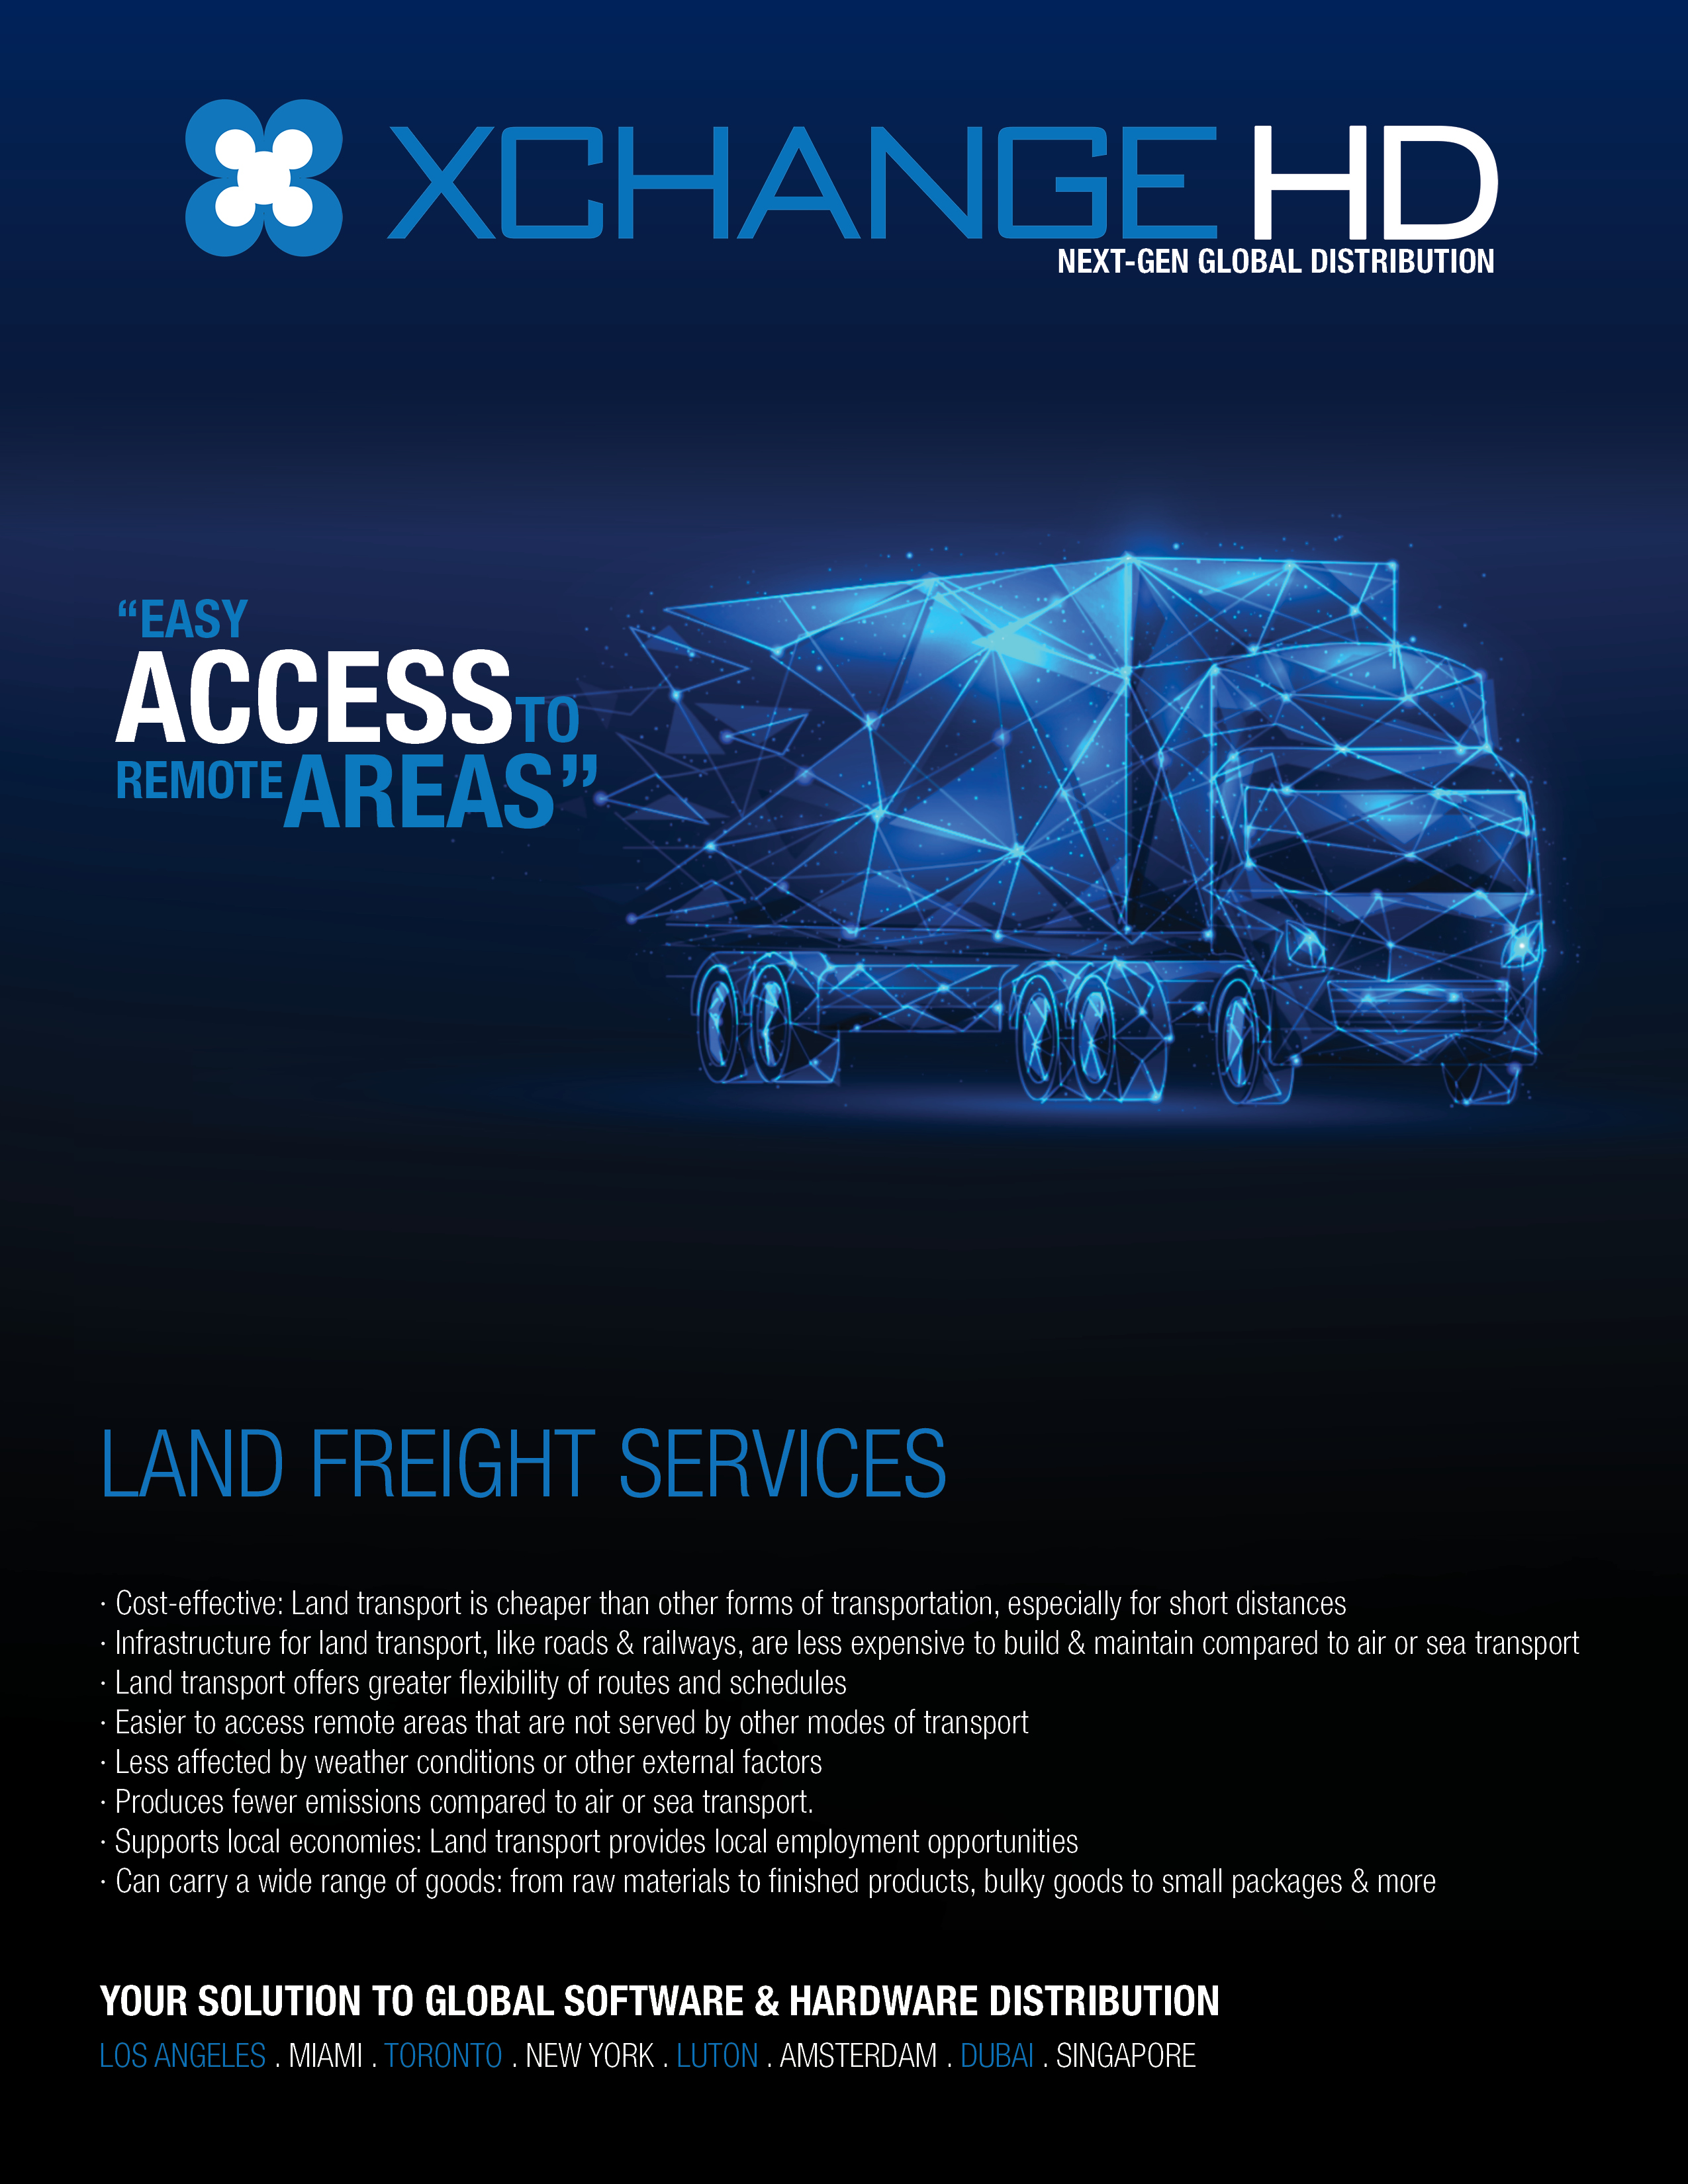 XCHANGE HD
NEXT-GEN GLOBAL DISTRIBUTION
“EASY
ACCESS TO
REMOTE AREAS”
LAND FREIGHT SERVICES
· Cost-effective: Land transport is cheaper than other forms of transportation, especially for short distances
· Infrastructure for land transport, like roads & railways, are less expensive to build & maintain compared to air or sea transport
· Land transport offers greater flexibility of routes and schedules
· Easier to access remote areas that are not served by other modes of transport
· Less affected by weather conditions or other external factors
· Produces fewer emissions compared to air or sea transport.
· Supports local economies: Land transport provides local employment opportunities
· Can carry a wide range of goods: from raw materials to finished products, bulky goods to small packages & more
YOUR SOLUTION TO GLOBAL SOFTWARE & HARDWARE DISTRIBUTION
LOS ANGELES . MIAMI . TORONTO . NEW YORK . LUTON . AMSTERDAM . DUBAI . SINGAPORE